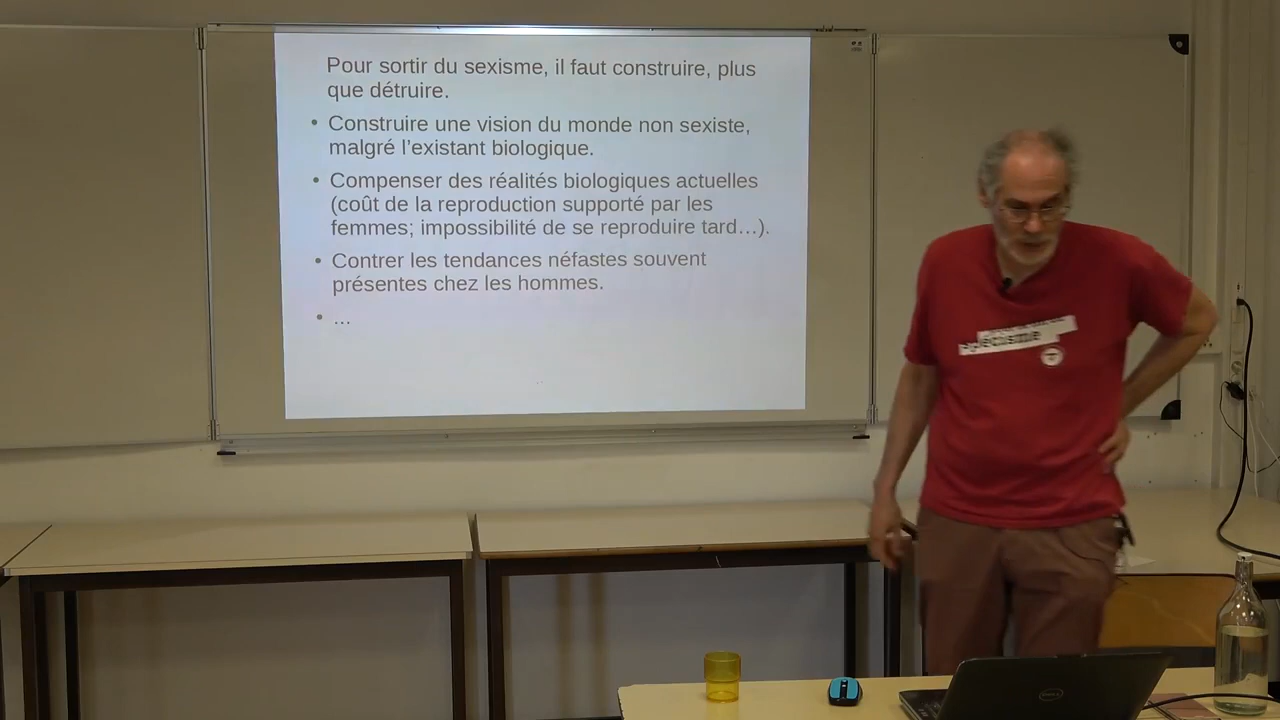 Pour sortir du sexisme, il faut construire, plus
que détruire.
• Construire une vision du monde non sexiste,
malgré l'existant biologique.
• Compenser des réalités biologiques actuelles
(coût de la reproduction supporté par les
femmes; impossibilité de se reproduire tard…).
• Contrer les tendances néfastes souvent
présentes chez les hommes.
• …
spécisme
DELL